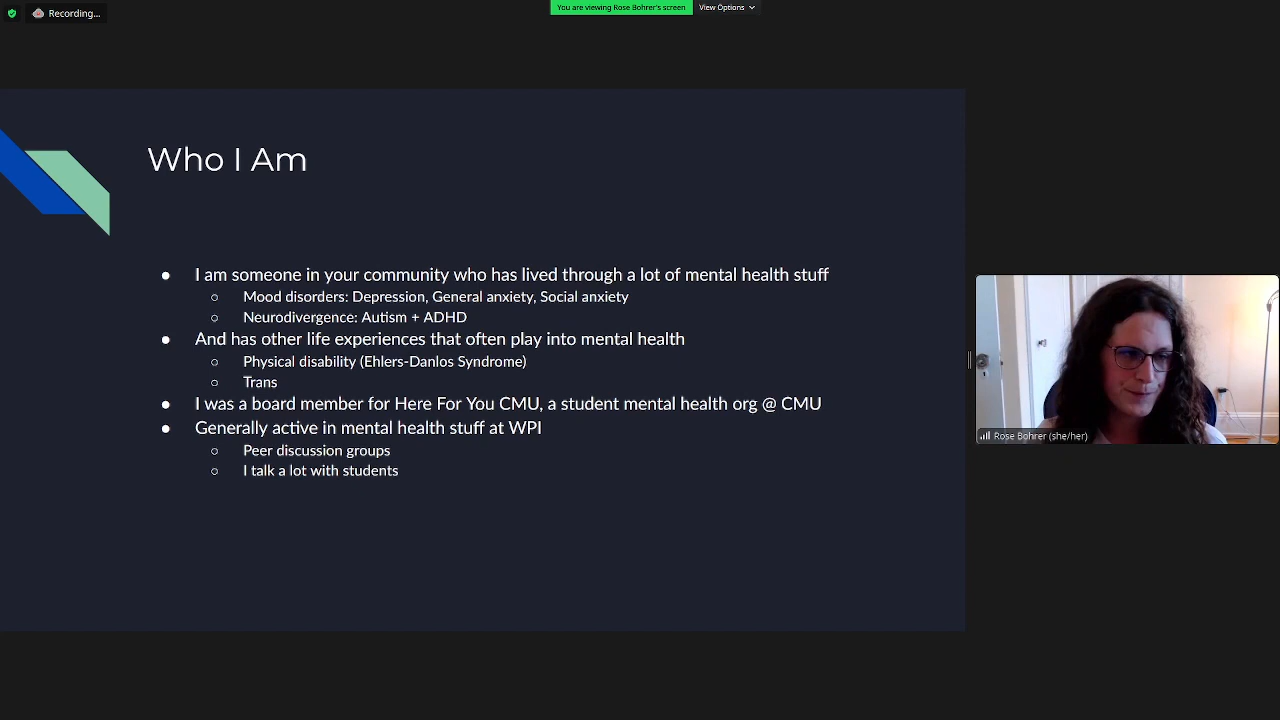 Recording...
You are viewing Rose Bohrer's screen
View Options
Who I Am
● I am someone in your community who has lived through a lot of mental health stuff
○ Mood disorders: Depression, General anxiety, Social anxiety
○ Neurodivergence: Autism + ADHD
● And has other life experiences that often play into mental health
○ Physical disability (Ehlers-Danlos Syndrome)
○ Trans
● I was a board member for Here For You CMU, a student mental health org @ CMU
● Generally active in mental health stuff at WPI
○ Peer discussion groups
○ I talk a lot with students
Rose Bohrer (she/her)